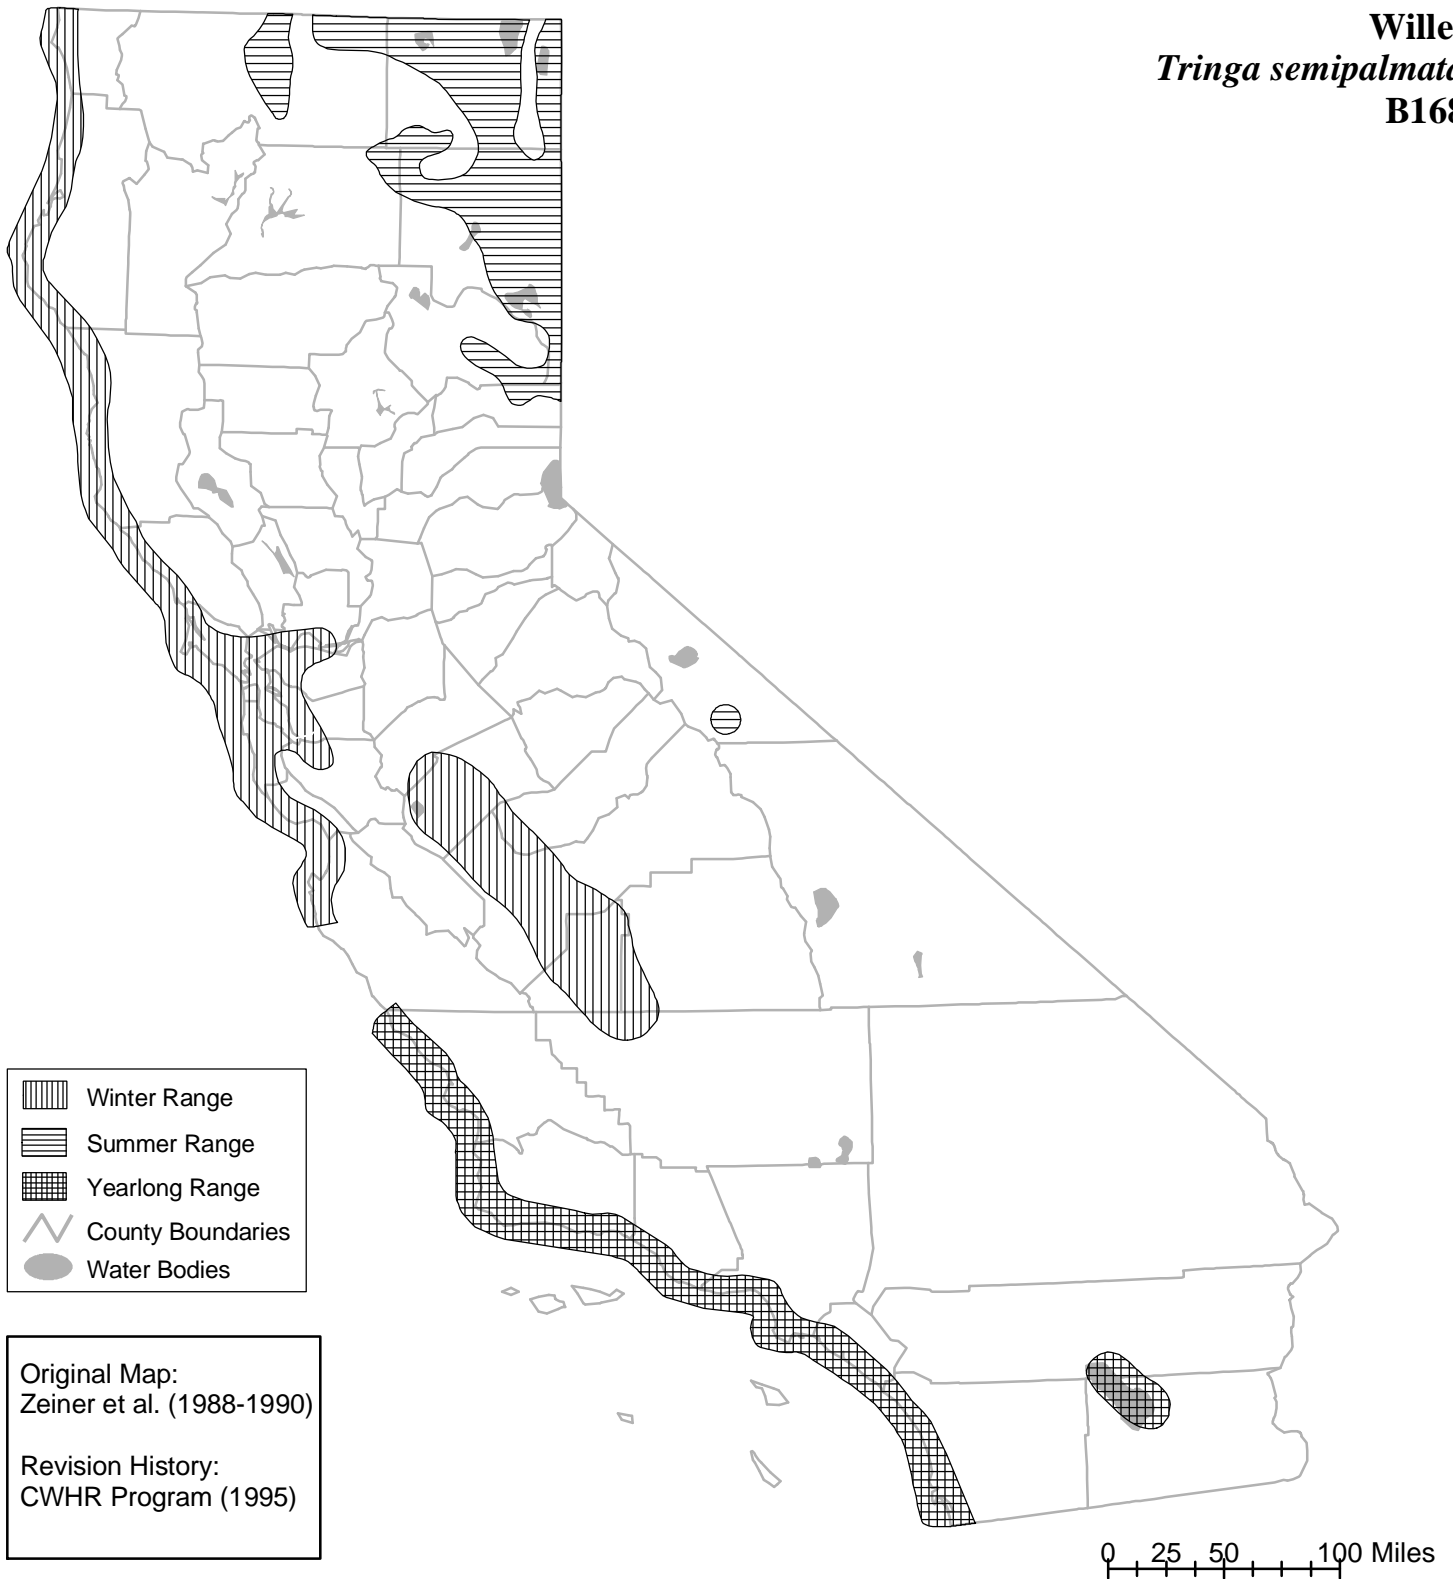 Wille
Tringa semipalmata
B168
Winter Range
Summer Range
Yearlong Range
County Boundaries
Water Bodies
Original Map:
Zeiner et al. (1988-1990)
Revision History:
CWHR Program (1995)
0 25 50 100 Miles